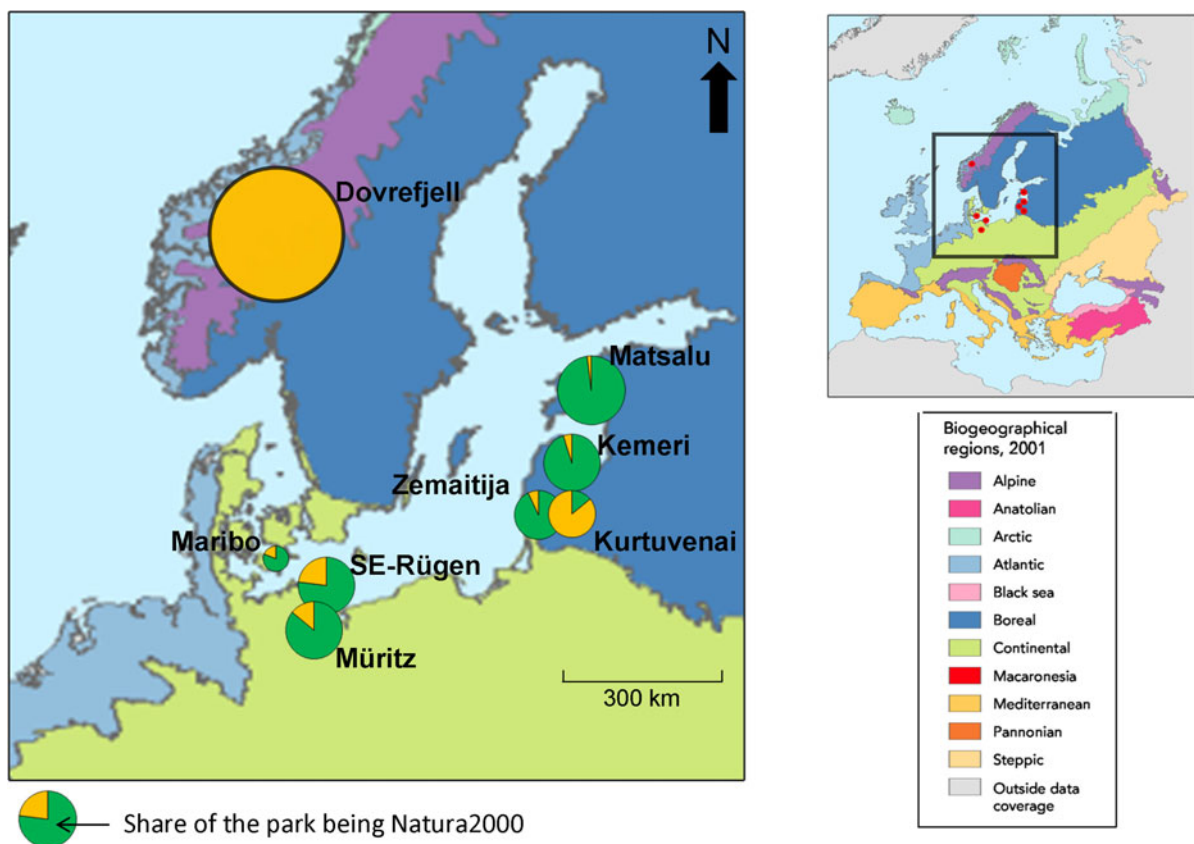 N
Dovrefjell
Matsalu
Kemeri
Zemaitija
Kurtuvenai
Maribo
SE-Rügen
Müritz
300 km
Share of the park being Natura2000
Biogeographical
regions, 2001
Alpine
Anatolian
Arctic
Atlantic
Black sea
Boreal
Continental
Macaronesia
Mediterranean
Pannonian
Steppic
Outside data
coverage